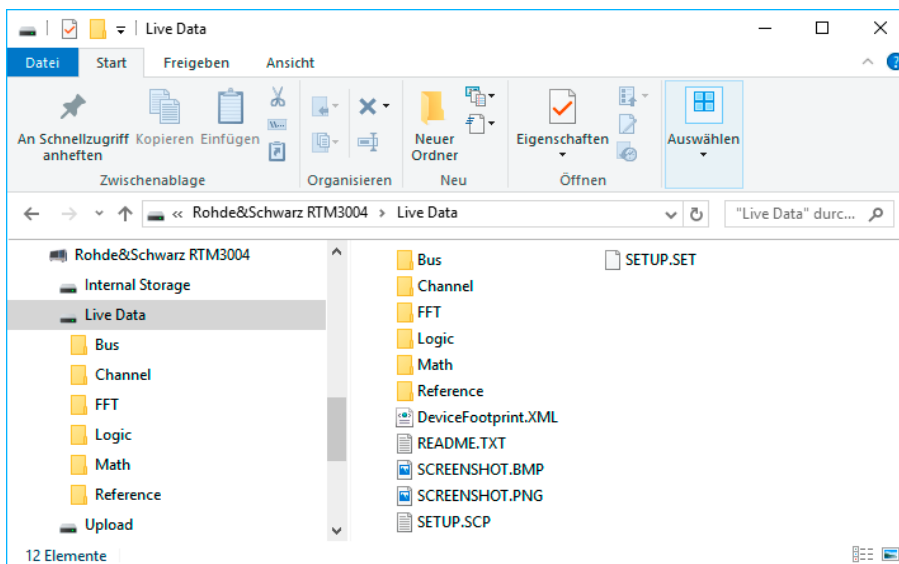 Live Data
Datei Start Freigeben Ansicht
An Schnellzugriff anheften
Kopieren
Einfügen
Neuer Ordner
Eigenschaften
Auswählen
Zwischenablage Organisieren Neu Öffnen
« Rohde&Schwarz RTM3004 > Live Data
"Live Data" durc...
Rohde&Schwarz RTM3004
Internal Storage
Live Data
Bus
Channel
FFT
Logic
Math
Reference
Upload
Bus
Channel
FFT
Logic
Math
Reference
DeviceFootprint.XML
README.TXT
SCREENSHOT.BMP
SCREENSHOT.PNG
SETUP.SCP
SETUP.SET
12 Elemente